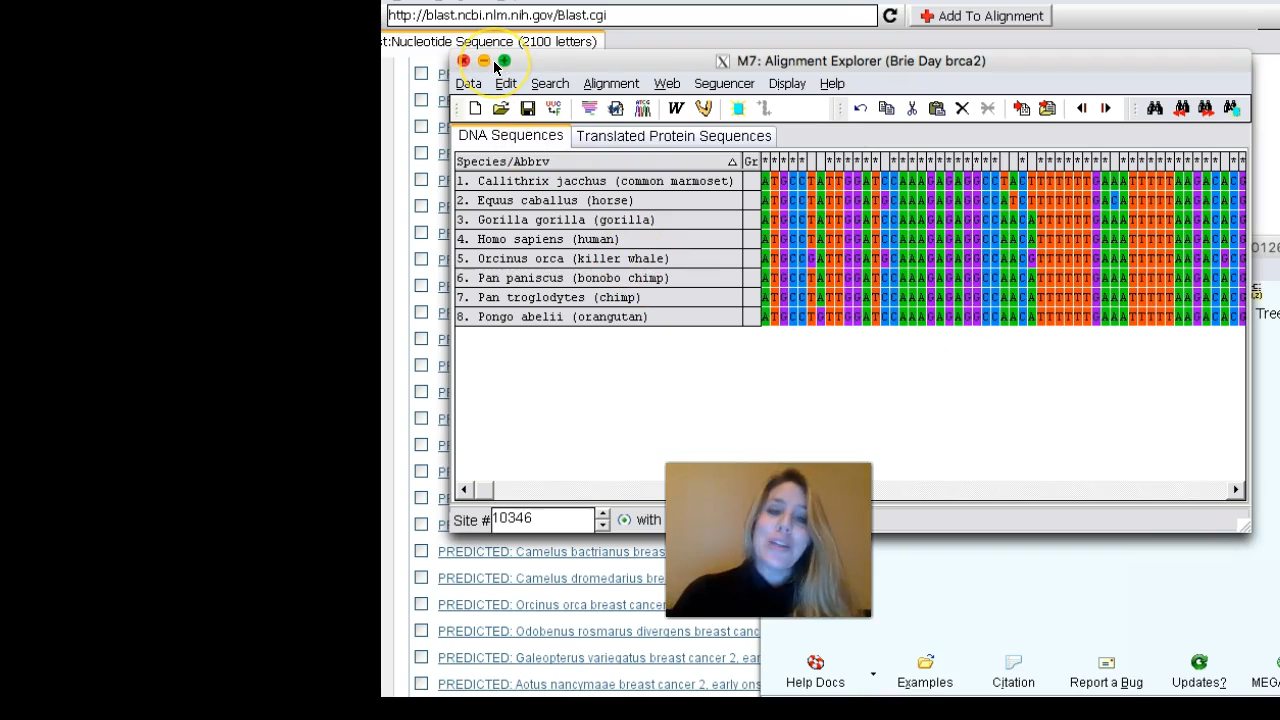 http://blast.ncbi.nlm.nih.gov/Blast.cgi Add To Alignment
st:Nucleotide Sequence (2100 letters)
M7: Alignment Explorer (Brie Day brca2)
Data Edit Search Alignment Web Sequencer Display Help
DNA Sequences Translated Protein Sequences
Species/Abbrv Gr
1. Callithrix jacchus (common marmoset)
2. Equus caballus (horse)
3. Gorilla gorilla (gorilla)
4. Homo sapiens (human)
5. Orcinus orca (killer whale)
6. Pan paniscus (bonobo chimp)
7. Pan troglodytes (chimp)
8. Pongo abelii (orangutan)
Site # 10346 with
PREDICTED: Camelus bactrianus breas
PREDICTED: Camelus dromedarius bre
PREDICTED: Orcinus orca breast cancer
PREDICTED: Odobenus rosmarus divergens breast canc
PREDICTED: Galeopterus variegatus breast cancer 2, ea
PREDICTED: Aotus nancymaae breast cancer 2, early ons
Tree
Help Docs Examples Citation Report a Bug Updates? MEG